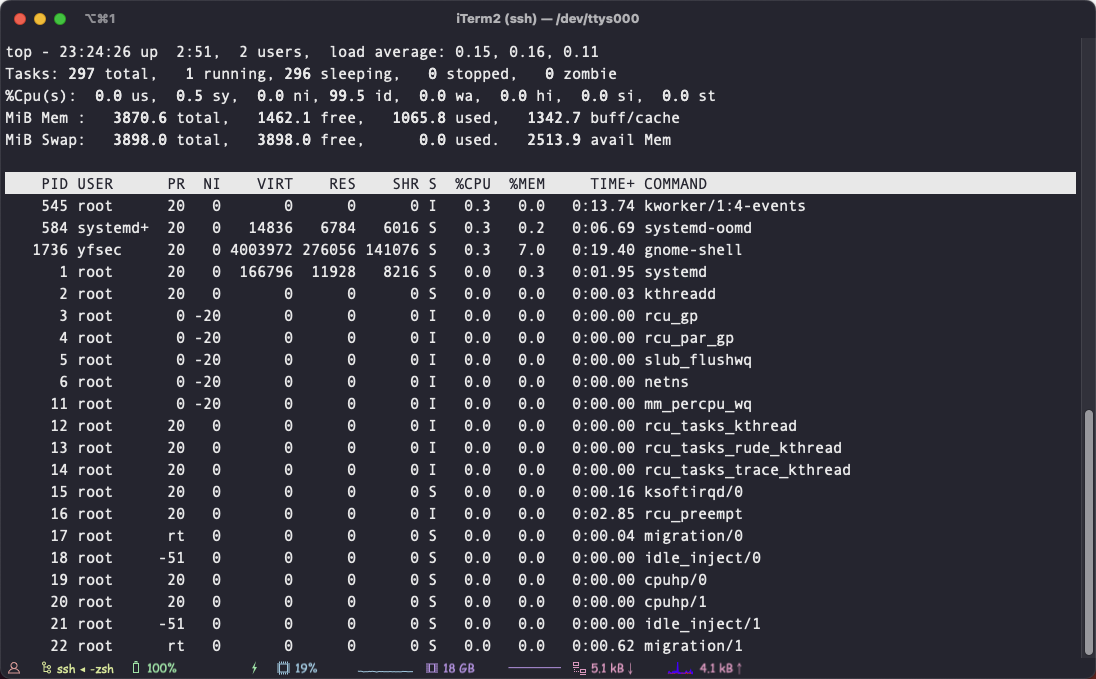 ⌥⌘1 iTerm2 (ssh) — /dev/ttys000
top - 23:24:26 up  2:51,  2 users,  load average: 0.15, 0.16, 0.11
Tasks: 297 total,   1 running, 296 sleeping,   0 stopped,   0 zombie
%Cpu(s):  0.0 us,  0.5 sy,  0.0 ni, 99.5 id,  0.0 wa,  0.0 hi,  0.0 si,  0.0 st
MiB Mem :   3870.6 total,   1462.1 free,   1065.8 used,   1342.7 buff/cache
MiB Swap:   3898.0 total,   3898.0 free,      0.0 used.   2513.9 avail Mem
PID USER      PR  NI    VIRT    RES    SHR S  %CPU  %MEM     TIME+ COMMAND
545 root      20   0       0      0      0 I   0.3   0.0   0:13.74 kworker/1:4-events
584 systemd+  20   0   14836   6784   6016 S   0.3   0.2   0:06.69 systemd-oomd
1736 yfsec     20   0 4003972 276056 141076 S   0.3   7.0   0:19.40 gnome-shell
1 root      20   0  166796  11928   8216 S   0.0   0.3   0:01.95 systemd
2 root      20   0       0      0      0 S   0.0   0.0   0:00.03 kthreadd
3 root       0 -20       0      0      0 I   0.0   0.0   0:00.00 rcu_gp
4 root       0 -20       0      0      0 I   0.0   0.0   0:00.00 rcu_par_gp
5 root       0 -20       0      0      0 I   0.0   0.0   0:00.00 slub_flushwq
6 root       0 -20       0      0      0 I   0.0   0.0   0:00.00 netns
11 root       0 -20       0      0      0 I   0.0   0.0   0:00.00 mm_percpu_wq
12 root      20   0       0      0      0 I   0.0   0.0   0:00.00 rcu_tasks_kthread
13 root      20   0       0      0      0 I   0.0   0.0   0:00.00 rcu_tasks_rude_kthread
14 root      20   0       0      0      0 I   0.0   0.0   0:00.00 rcu_tasks_trace_kthread
15 root      20   0       0      0      0 S   0.0   0.0   0:00.16 ksoftirqd/0
16 root      20   0       0      0      0 I   0.0   0.0   0:02.85 rcu_preempt
17 root      rt   0       0      0      0 S   0.0   0.0   0:00.04 migration/0
18 root     -51   0       0      0      0 S   0.0   0.0   0:00.00 idle_inject/0
19 root      20   0       0      0      0 S   0.0   0.0   0:00.00 cpuhp/0
20 root      20   0       0      0      0 S   0.0   0.0   0:00.00 cpuhp/1
21 root     -51   0       0      0      0 S   0.0   0.0   0:00.00 idle_inject/1
22 root      rt   0       0      0      0 S   0.0   0.0   0:00.62 migration/1
ssh ◂ -zsh 100% 19% 18 GB 5.1 kB↓ 4.1 kB↑